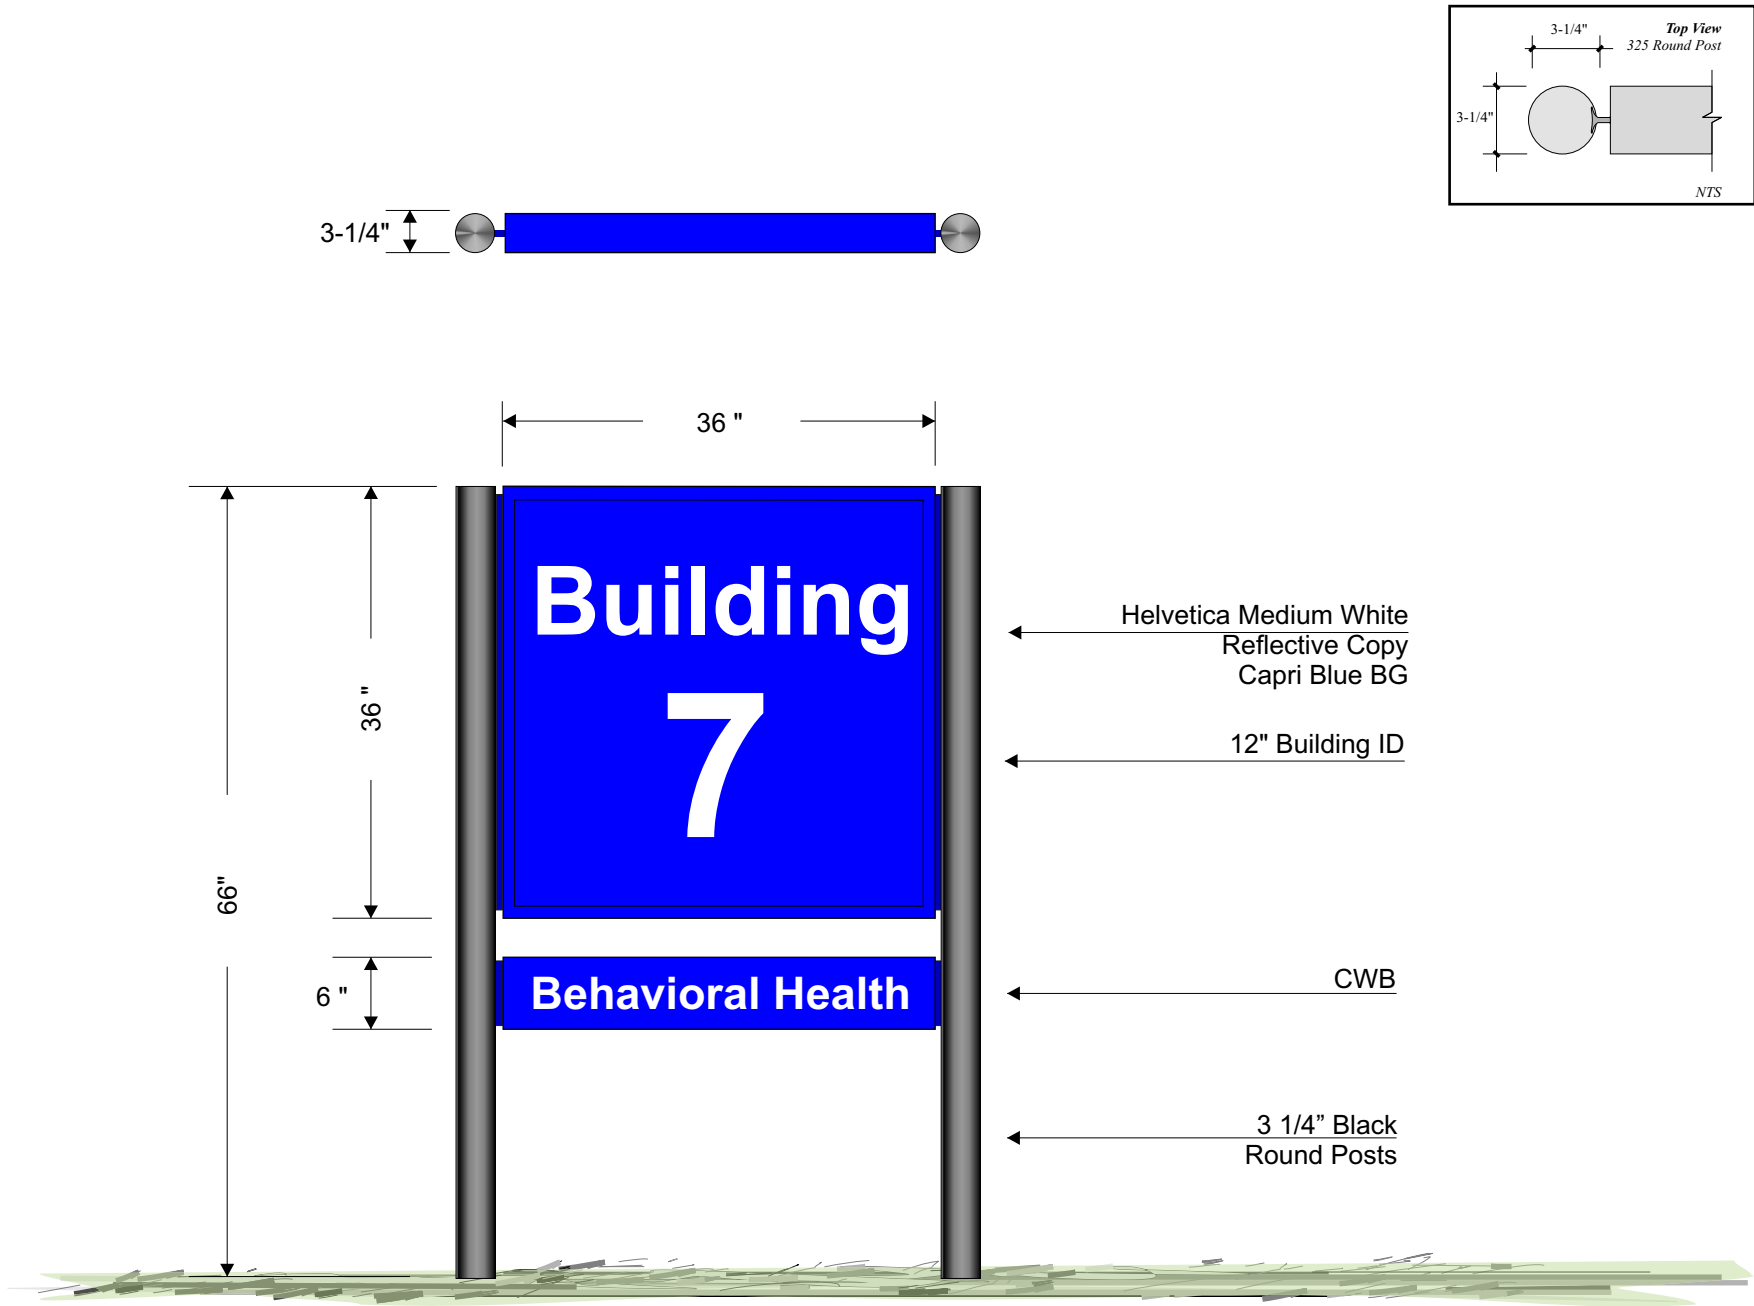 3-1/4"
Top View
325 Round Post
3-1/4"
NTS
3-1/4"
36 "
66"
36 "
6 "
Building
7
Behavioral Health
Helvetica Medium White
Reflective Copy
Capri Blue BG
12" Building ID
CWB
3 1/4” Black
Round Posts